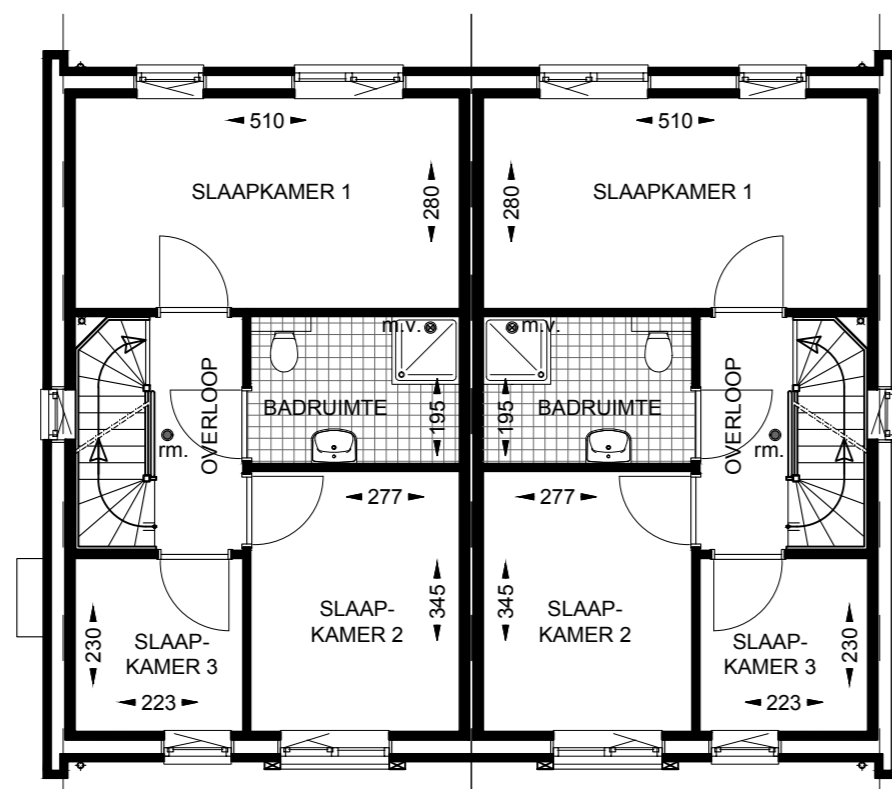 510
510
SLAAPKAMER 1
280
280
SLAAPKAMER 1
m.v.
m.v.
OVERLOOP
BADRUIMTE
195
195
BADRUIMTE
OVERLOOP
rm.
rm.
277
277
SLAAP-
KAMER 2
345
345
SLAAP-
KAMER 2
230
SLAAP-
KAMER 3
SLAAP-
KAMER 3
230
223
223